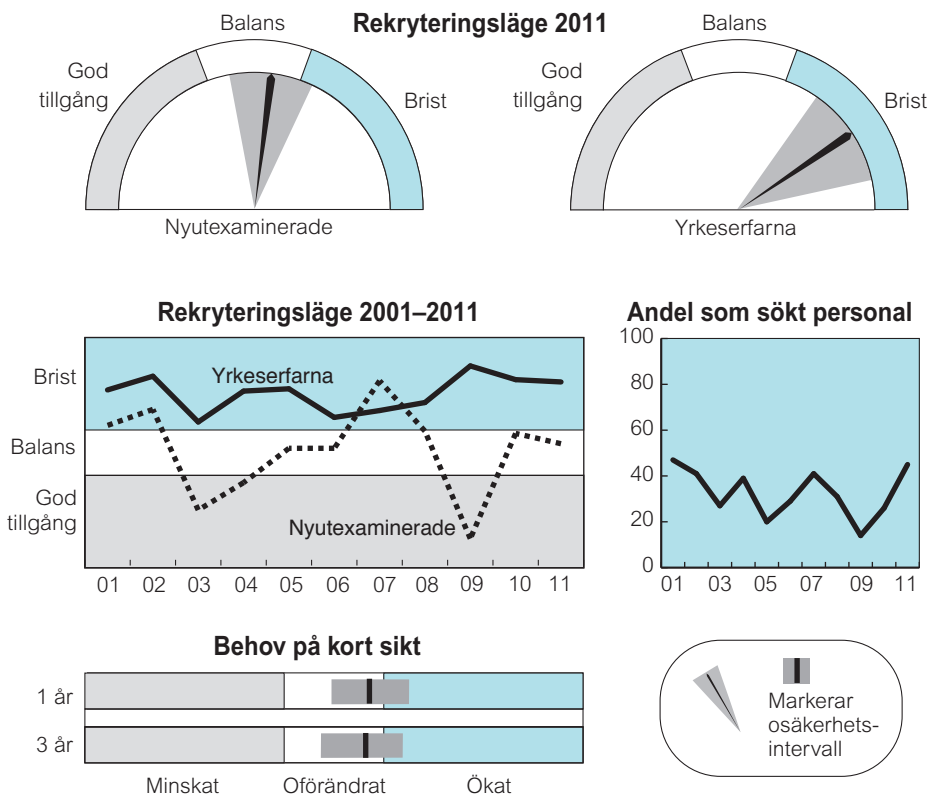 Rekryteringsläge 2011
God
tillgång
Balans
Brist
Nyutexaminerade
God
tillgång
Balans
Brist
Yrkeserfarna
Rekryteringsläge 2001–2011
Brist
Balans
God
tillgång
Yrkeserfarna
Nyutexaminerade
01 02 03 04 05 06 07 08 09 10 11
Andel som sökt personal
100
80
60
40
20
0
01 03 05 07 09 11
Behov på kort sikt
1 år
3 år
Minskat Oförändrat Ökat
Markerar
osäkerhets-
intervall